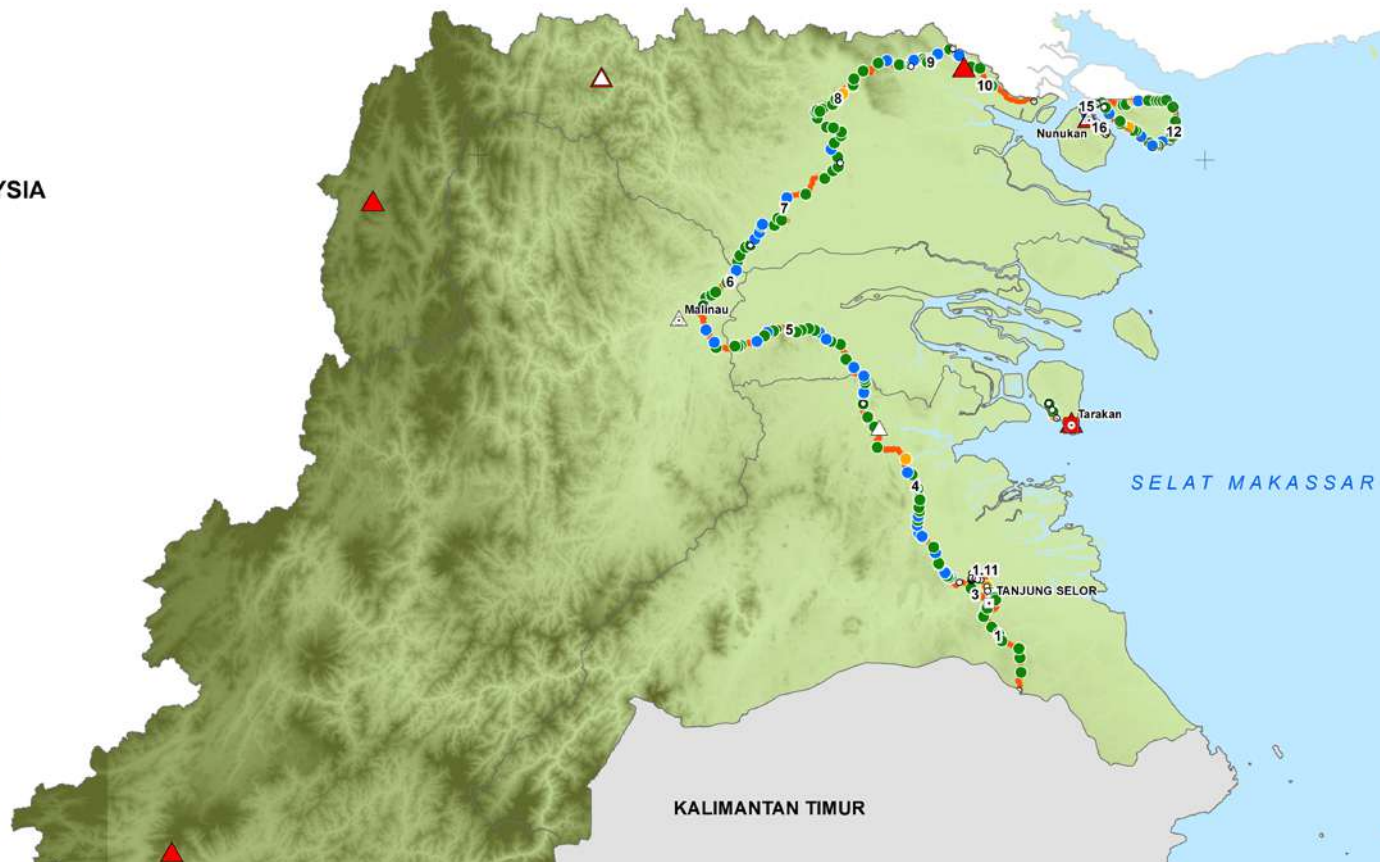 9
8
10
15
16
Nunukan
12
YSIA
7
6
Malinau
5
Tarakan
SELAT MAKASSAR
4
1.11
3
TANJUNG SELOR
1
KALIMANTAN TIMUR